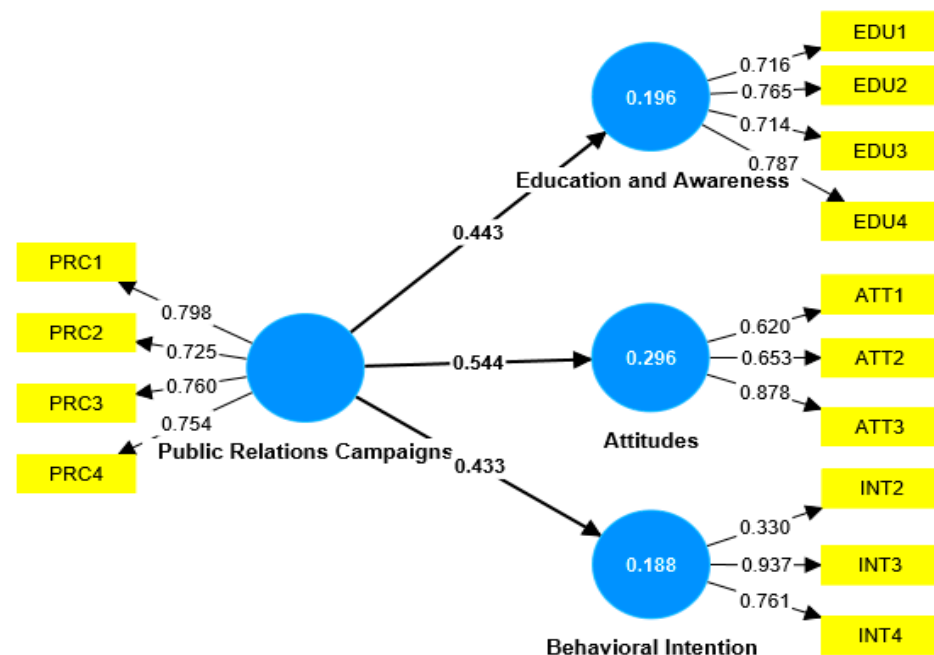 EDU1
0.716
EDU2
0.765
0.196
0.714
EDU3
0.787
Education and Awareness
EDU4
0.443
PRC1
0.798
ATT1
0.620
PRC2
0.725
0.544
0.296
0.653
ATT2
0.760
PRC3
0.878
0.754
ATT3
Public Relations Campaigns
Attitudes
0.433
PRC4
INT2
0.330
0.188
0.937
INT3
0.761
INT4
Behavioral Intention